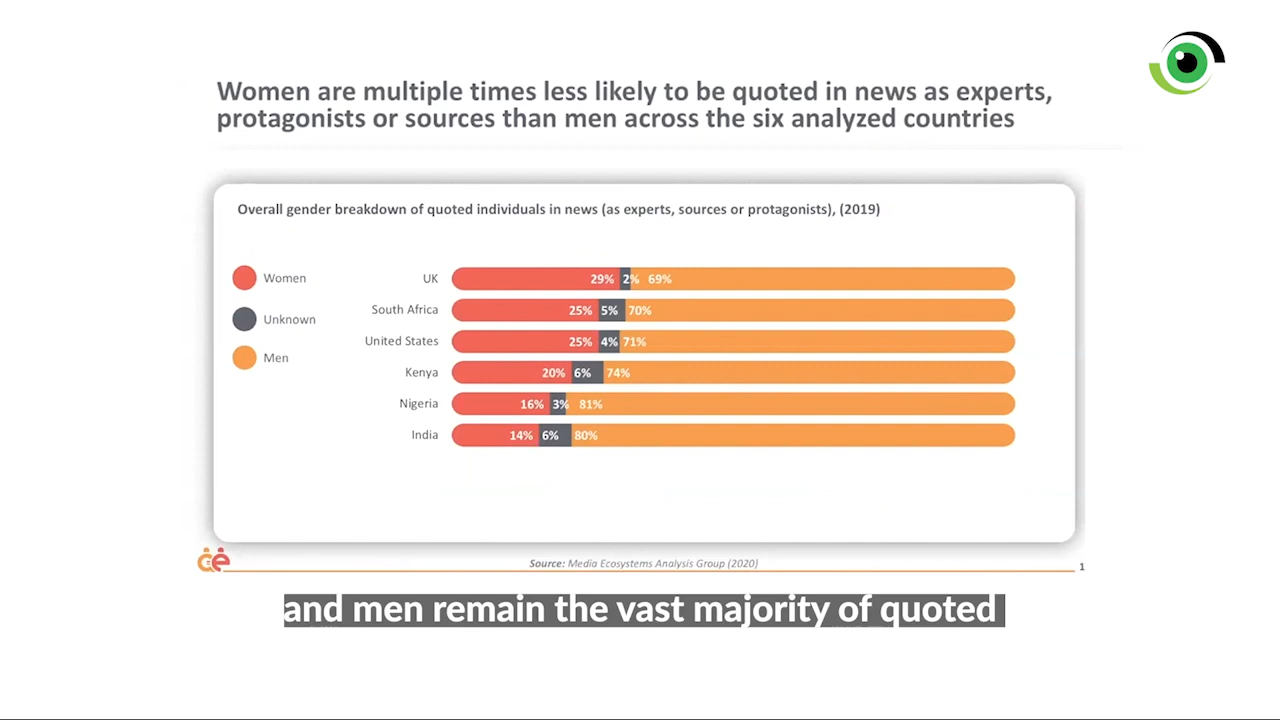 Women are multiple times less likely to be quoted in news as experts,
protagonists or sources than men across the six analyzed countries
Overall gender breakdown of quoted individuals in news (as experts, sources or protagonists), (2019)
Women
Unknown
Men
UK 29% 2% 69%
South Africa 25% 5% 70%
United States 25% 4% 71%
Kenya 20% 6% 74%
Nigeria 16% 3% 81%
India 14% 6% 80%
Source: Media Ecosystems Analysis Group (2020)
1
and men remain the vast majority of quoted